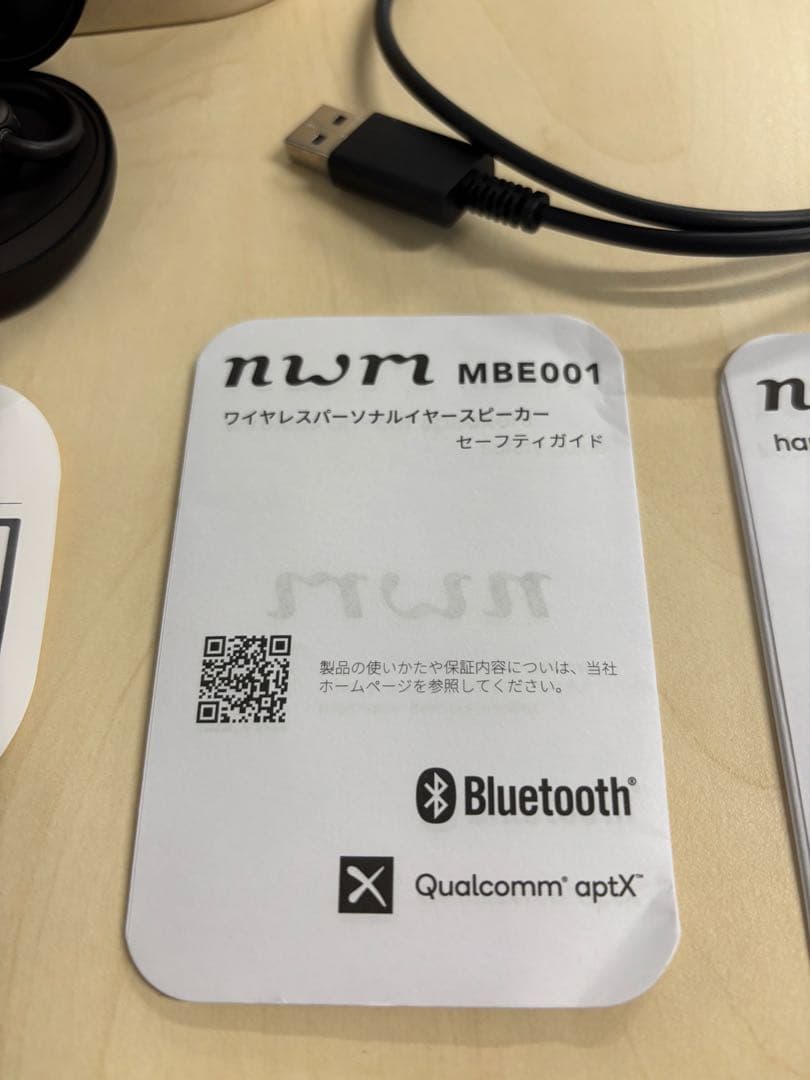 nwm MBE001
ワイヤレスパーソナルイヤースピーカー
セーフティガイド
製品の使いかたや保証内容についは、当社
ホームページを参照してください。
Bluetooth®
Qualcomm® aptX™
n
ha